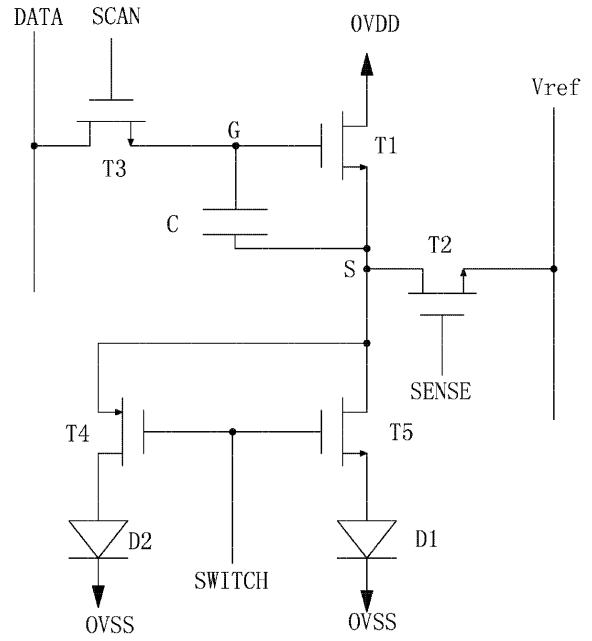 DATA
SCAN
OVDD
Vref
G
T1
T3
C
T2
S
SENSE
T4
T5
D2
D1
SWITCH
OVSS
OVSS